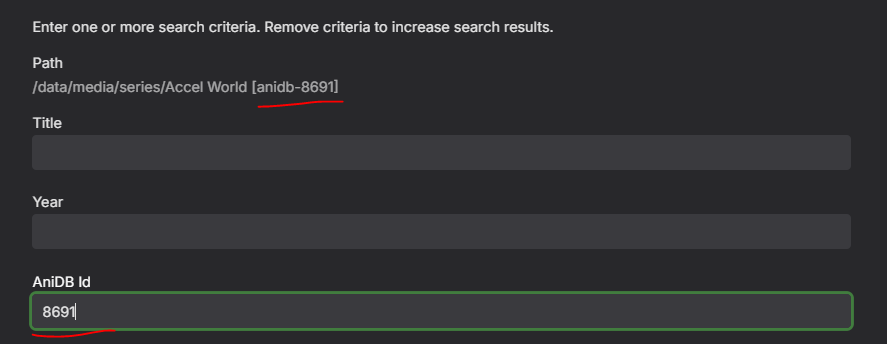 Enter one or more search criteria. Remove criteria to increase search results.
Path
/data/media/series/Accel World [anidb-8691]
Title
Year
AniDB Id
8691